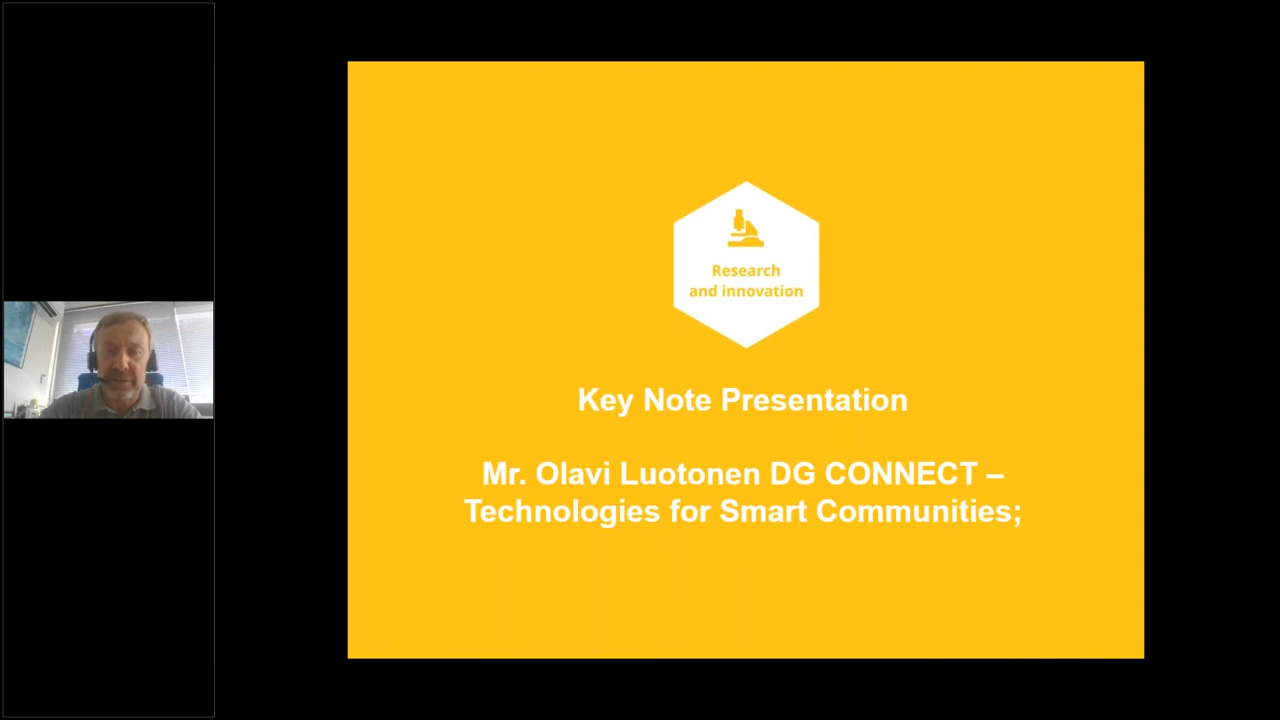 Research
and innovation
Key Note Presentation
Mr. Olavi Luotonen DG CONNECT –
Technologies for Smart Communities;